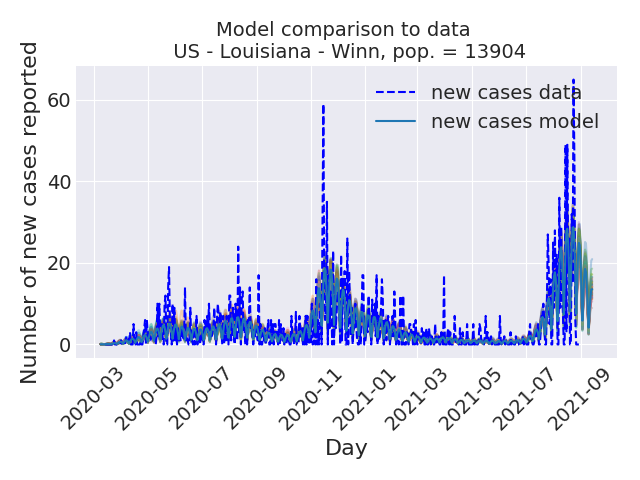 Model comparison to data
US - Louisiana - Winn, pop. = 13904
Number of new cases reported
60
40
20
0
new cases data
new cases model
2020-03
2020-05
2020-07
2020-09
2020-11
2021-01
2021-03
2021-05
2021-07
2021-09
Day